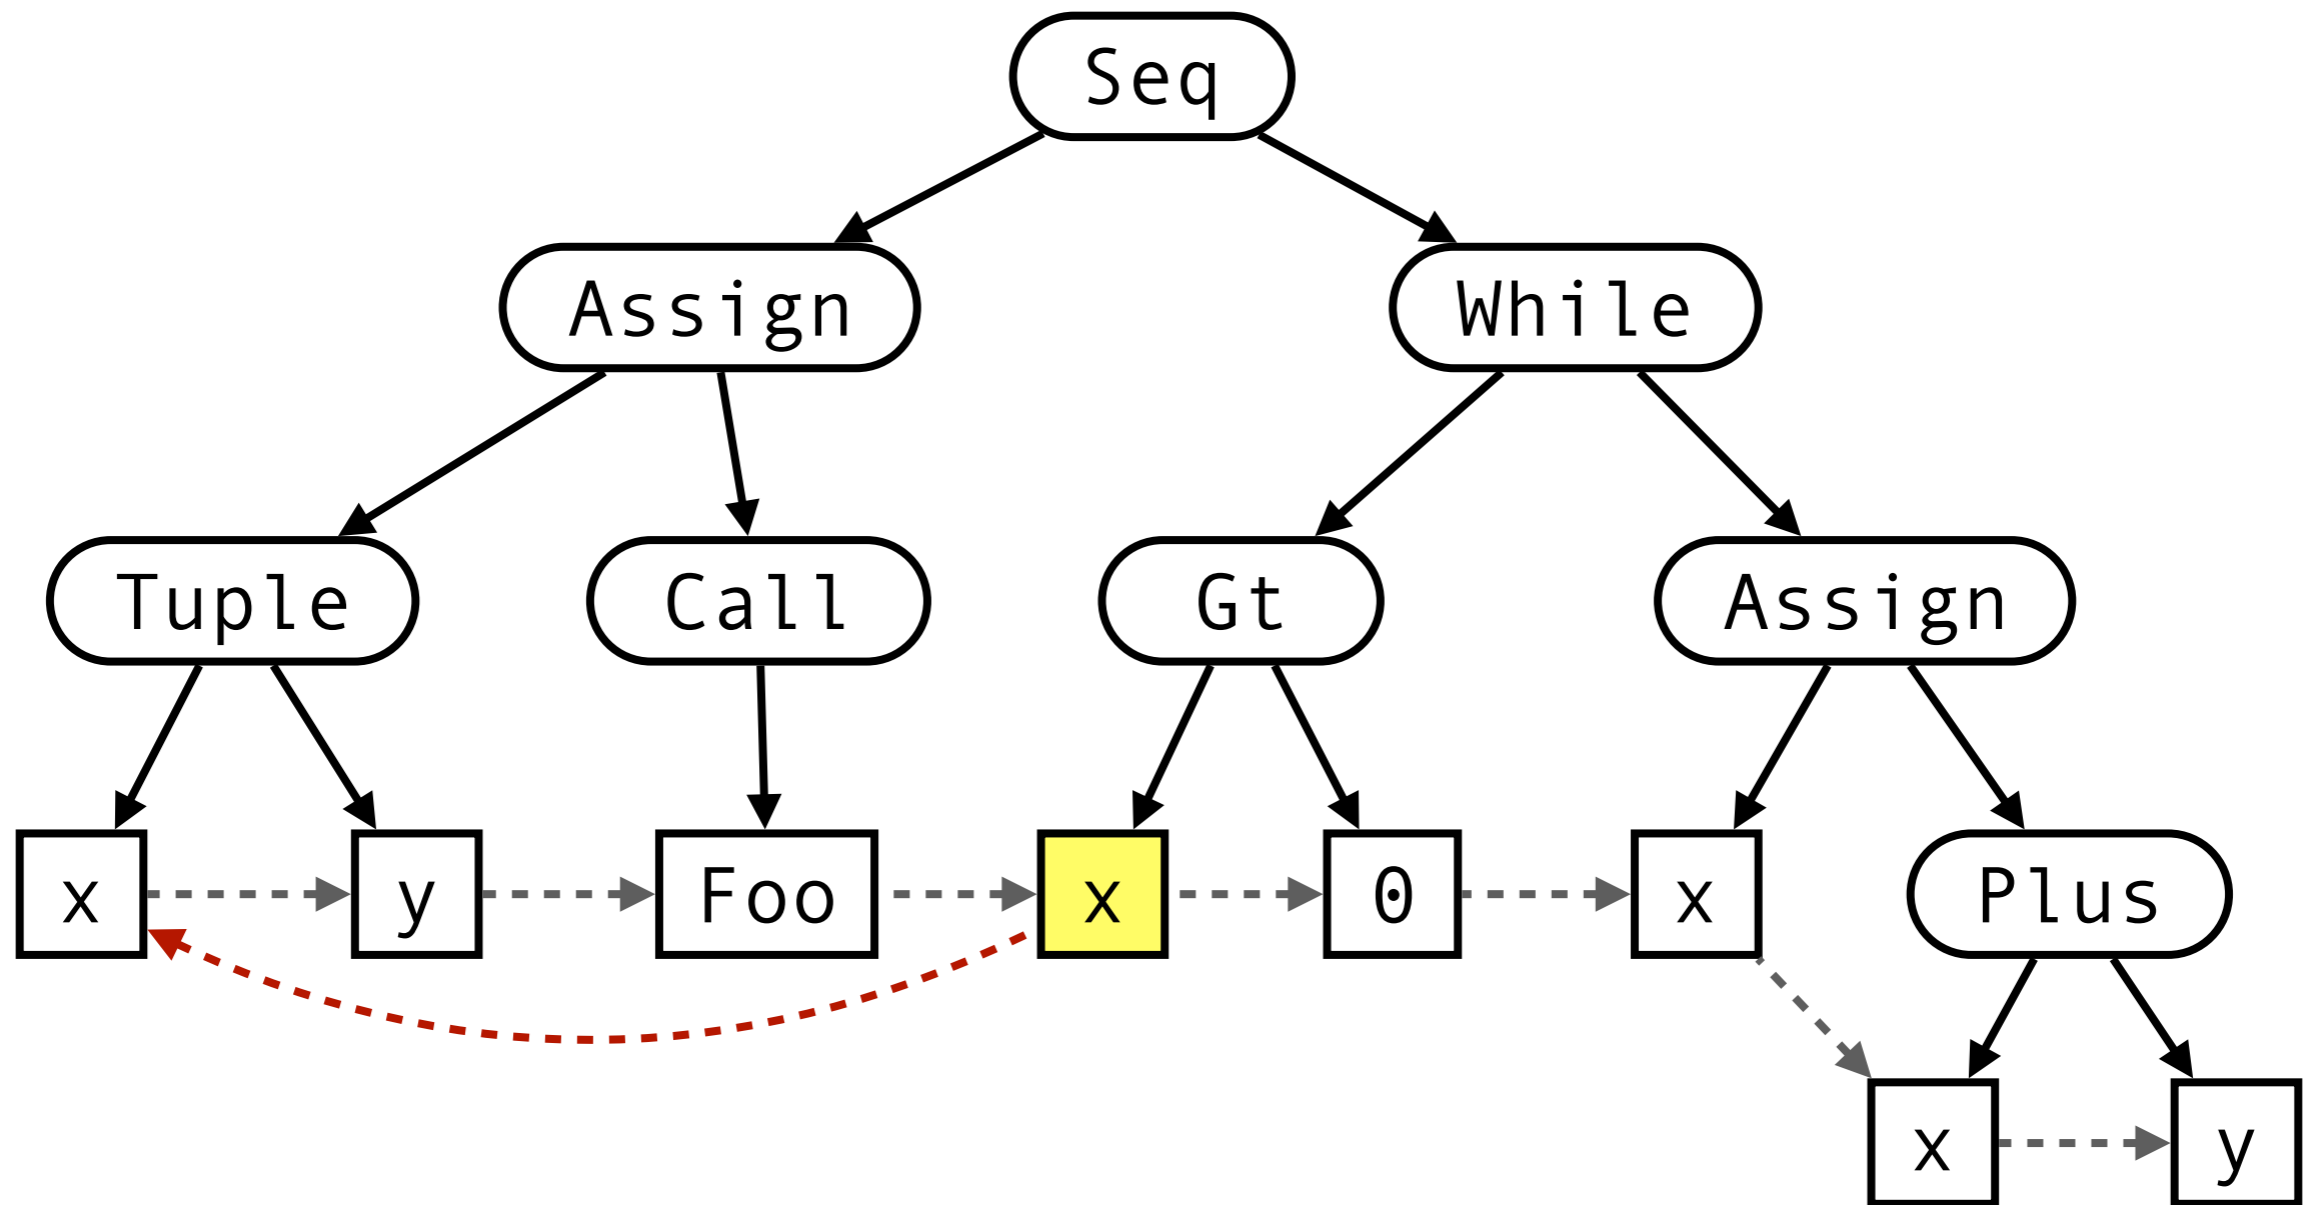 Seq
Assign
While
Tuple
Call
Gt
Assign
x
y
Foo
x
0
x
Plus
x
y